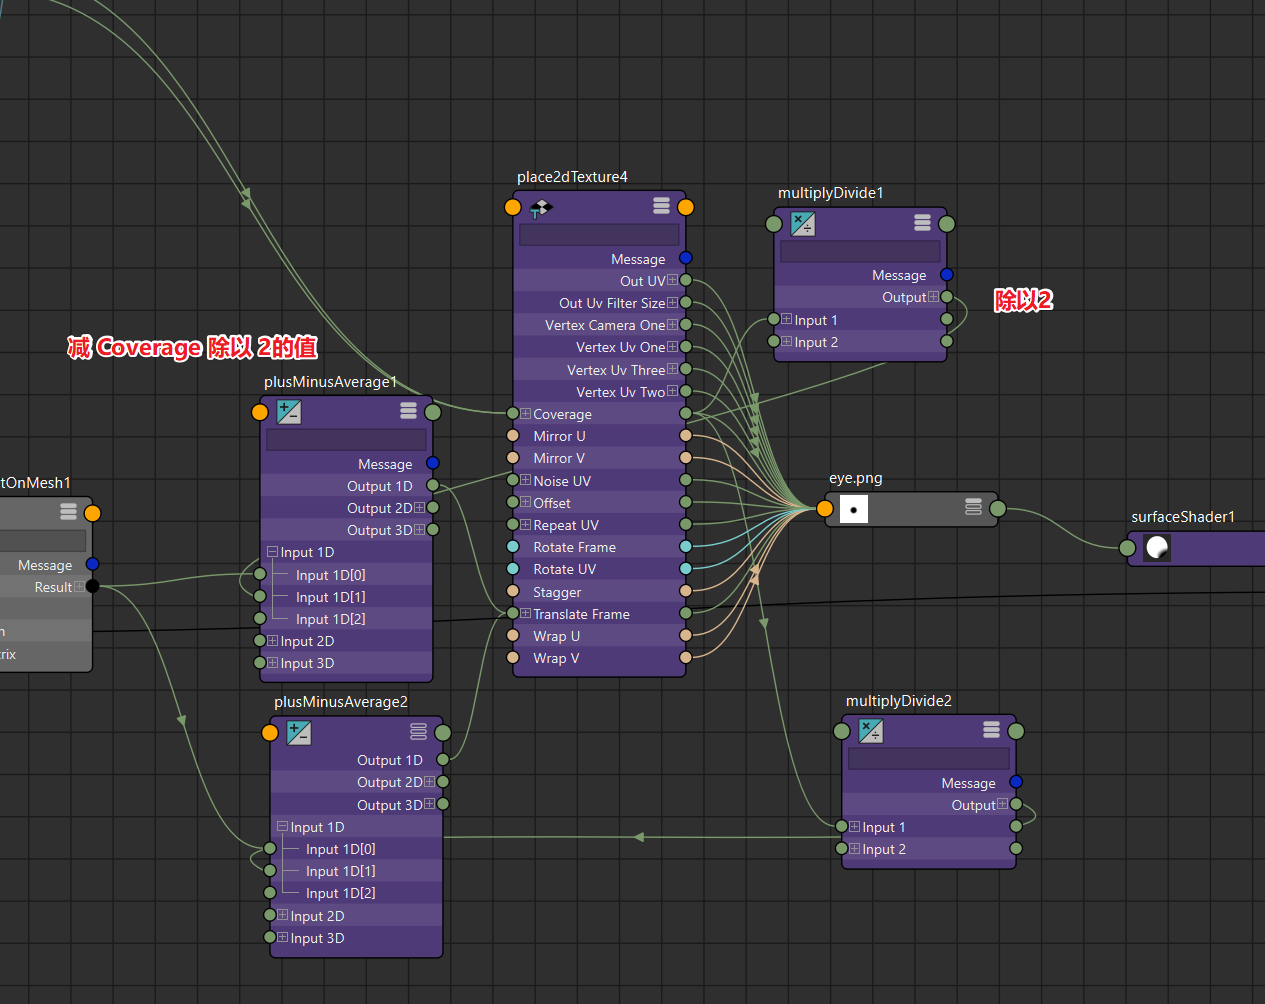 place2dTexture4
Message
Out UV
Out Uv Filter Size
Vertex Camera One
Vertex Uv One
Vertex Uv Three
Vertex Uv Two
Coverage
Mirror U
Mirror V
Noise UV
Offset
Repeat UV
Rotate Frame
Rotate UV
Stagger
Translate Frame
Wrap U
Wrap V
multiplyDivide1
Message
Output
Input 1
Input 2
除以2
减 Coverage 除以 2的值
plusMinusAverage1
Message
Output 1D
Output 2D
Output 3D
Input 1D
Input 1D[0]
Input 1D[1]
Input 1D[2]
Input 2D
Input 3D
tOnMesh1
Message
Result
n
rix
eye.png
surfaceShader1
plusMinusAverage2
Output 1D
Output 2D
Output 3D
Input 1D
Input 1D[0]
Input 1D[1]
Input 1D[2]
Input 2D
Input 3D
multiplyDivide2
Message
Output
Input 1
Input 2